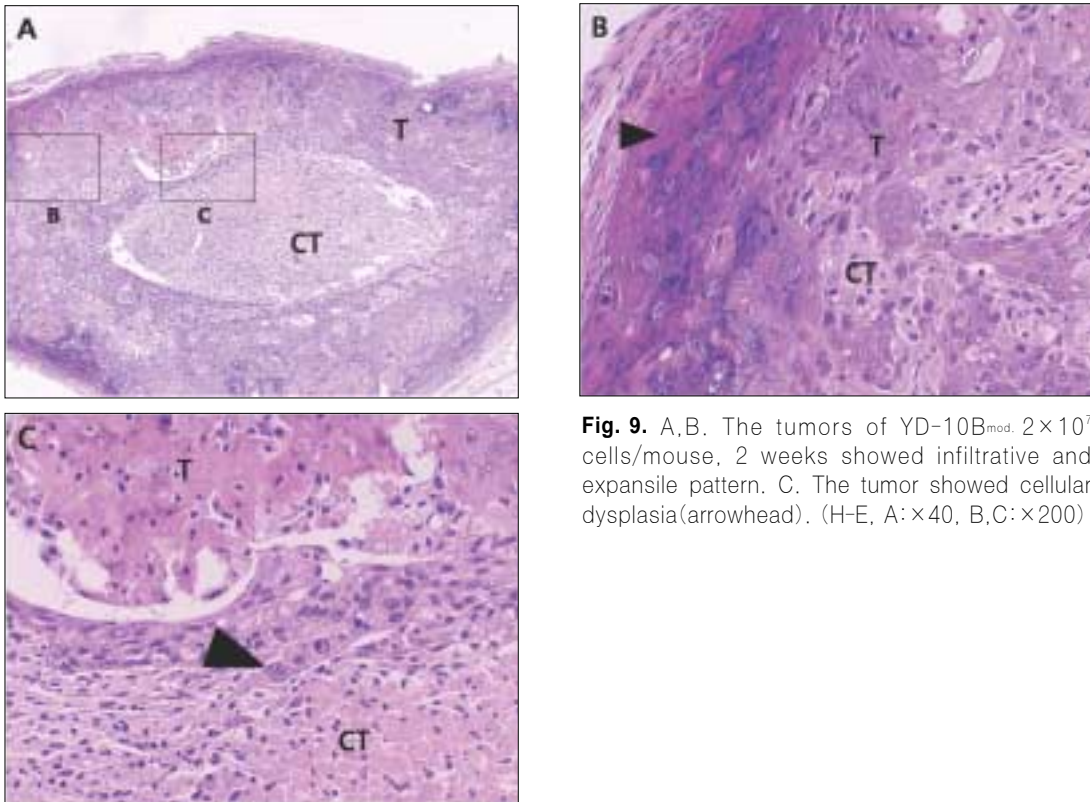 A
T
B
C
CT
B
T
CT
C
T
CT
Fig. 9. A,B. The tumors of YD-10Bmod. 2×10⁷
cells/mouse, 2 weeks showed infiltrative and
expansile pattern. C. The tumor showed cellular
dysplasia(arrowhead). (H-E, A:×40, B,C:×200)